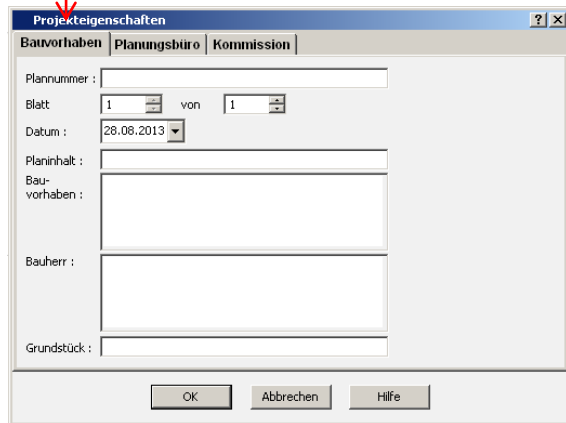 Projekteigenschaften
Bauvorhaben Planungsbüro Kommission
Plannummer :
Blatt 1 von 1
Datum : 28.08.2013
Planinhalt :
Bau-
vorhaben :
Bauherr :
Grundstück :
OK Abbrechen Hilfe